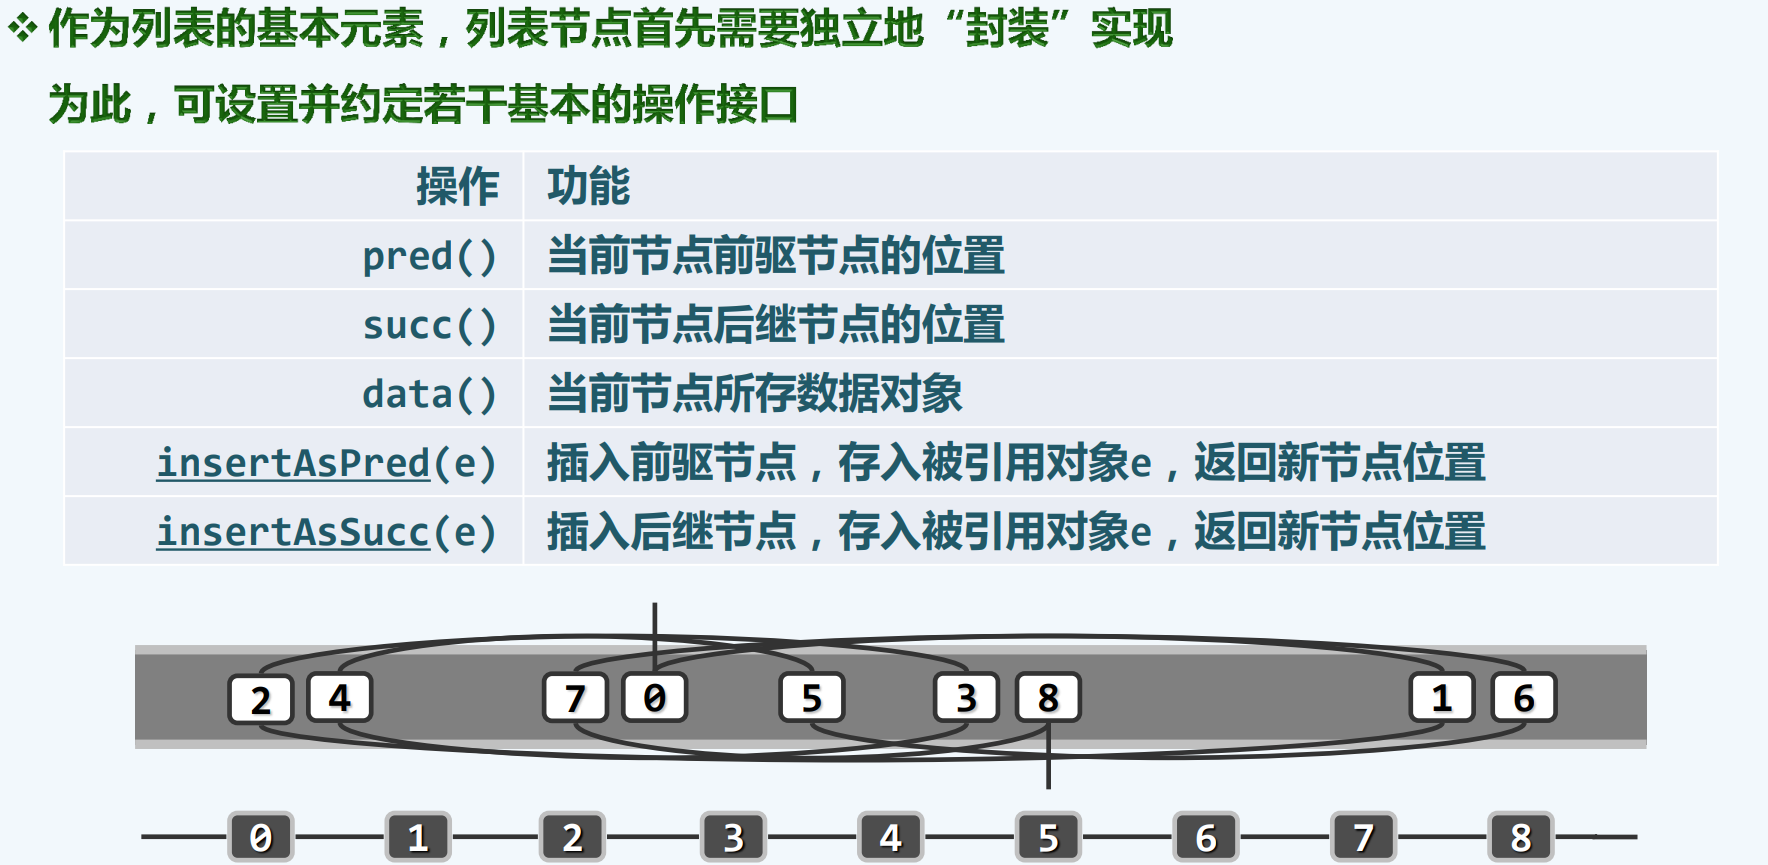 ❖ 作为列表的基本元素，列表节点首先需要独立地“封装”实现
为此，可设置并约定若干基本的操作接口
操作 功能
pred() 当前节点前驱节点的位置
succ() 当前节点后继节点的位置
data() 当前节点所存数据对象
insertAsPred(e) 插入前驱节点，存入被引用对象e，返回新节点位置
insertAsSucc(e) 插入后继节点，存入被引用对象e，返回新节点位置
2 4 7 0 5 3 8 1 6
0 1 2 3 4 5 6 7 8